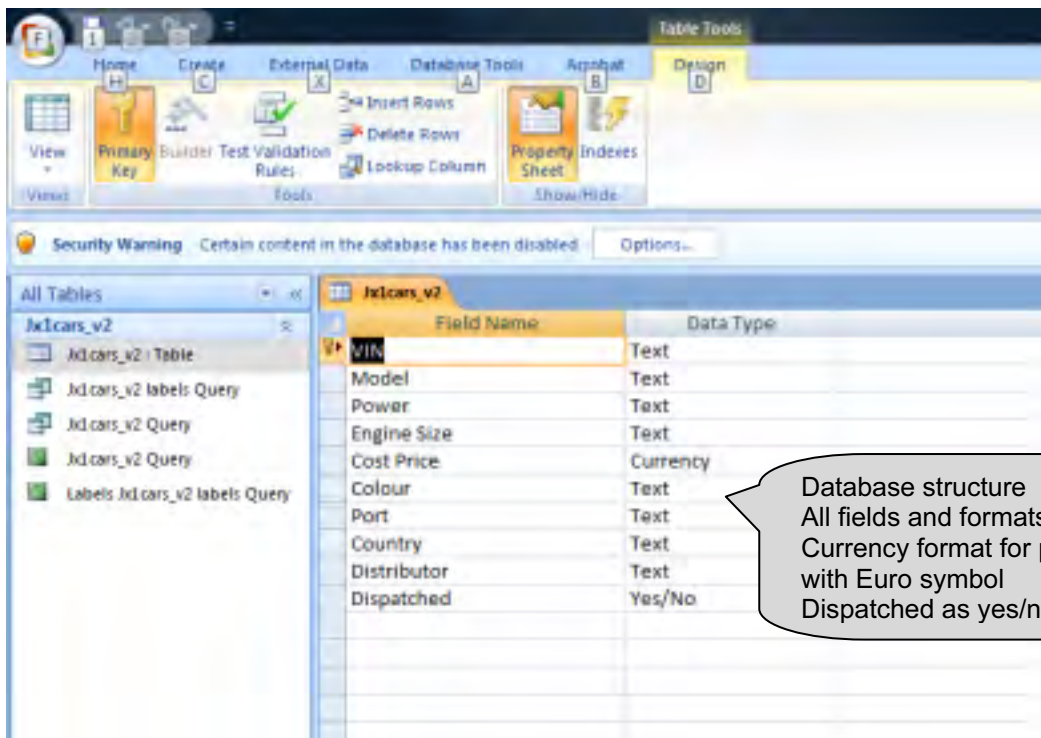 F
1
Table Tools
Home Create External Data Database Tools Acrobat Design
H C X A B D
View
Primary Key
Builder
Test Validation Rules
Insert Rows
Delete Rows
Lookup Column
Property Sheet
Indexes
Views Tools Show/Hide
Security Warning Certain content in the database has been disabled Options...
All Tables
Jx1cars_v2
Jx1cars_v2 : Table
Jx1cars_v2 labels Query
Jx1cars_v2 Query
Jx1cars_v2 Query
Labels Jx1cars_v2 labels Query
Jx1cars_v2
Field Name Data Type
VIN Text
Model Text
Power Text
Engine Size Text
Cost Price Currency
Colour Text
Port Text
Country Text
Distributor Text
Dispatched Yes/No
Database structure
All fields and formats
Currency format for
with Euro symbol
Dispatched as yes/n